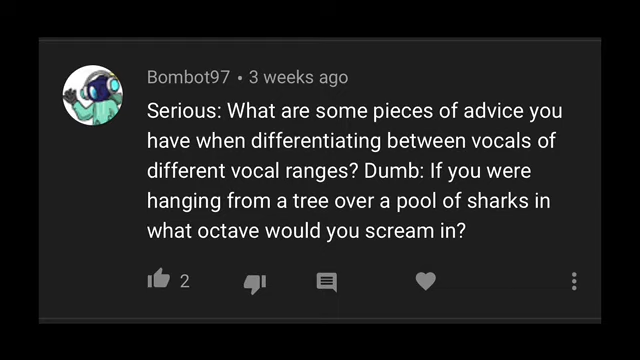 Bombot97 • 3 weeks ago
Serious: What are some pieces of advice you
have when differentiating between vocals of
different vocal ranges? Dumb: If you were
hanging from a tree over a pool of sharks in
what octave would you scream in?
2